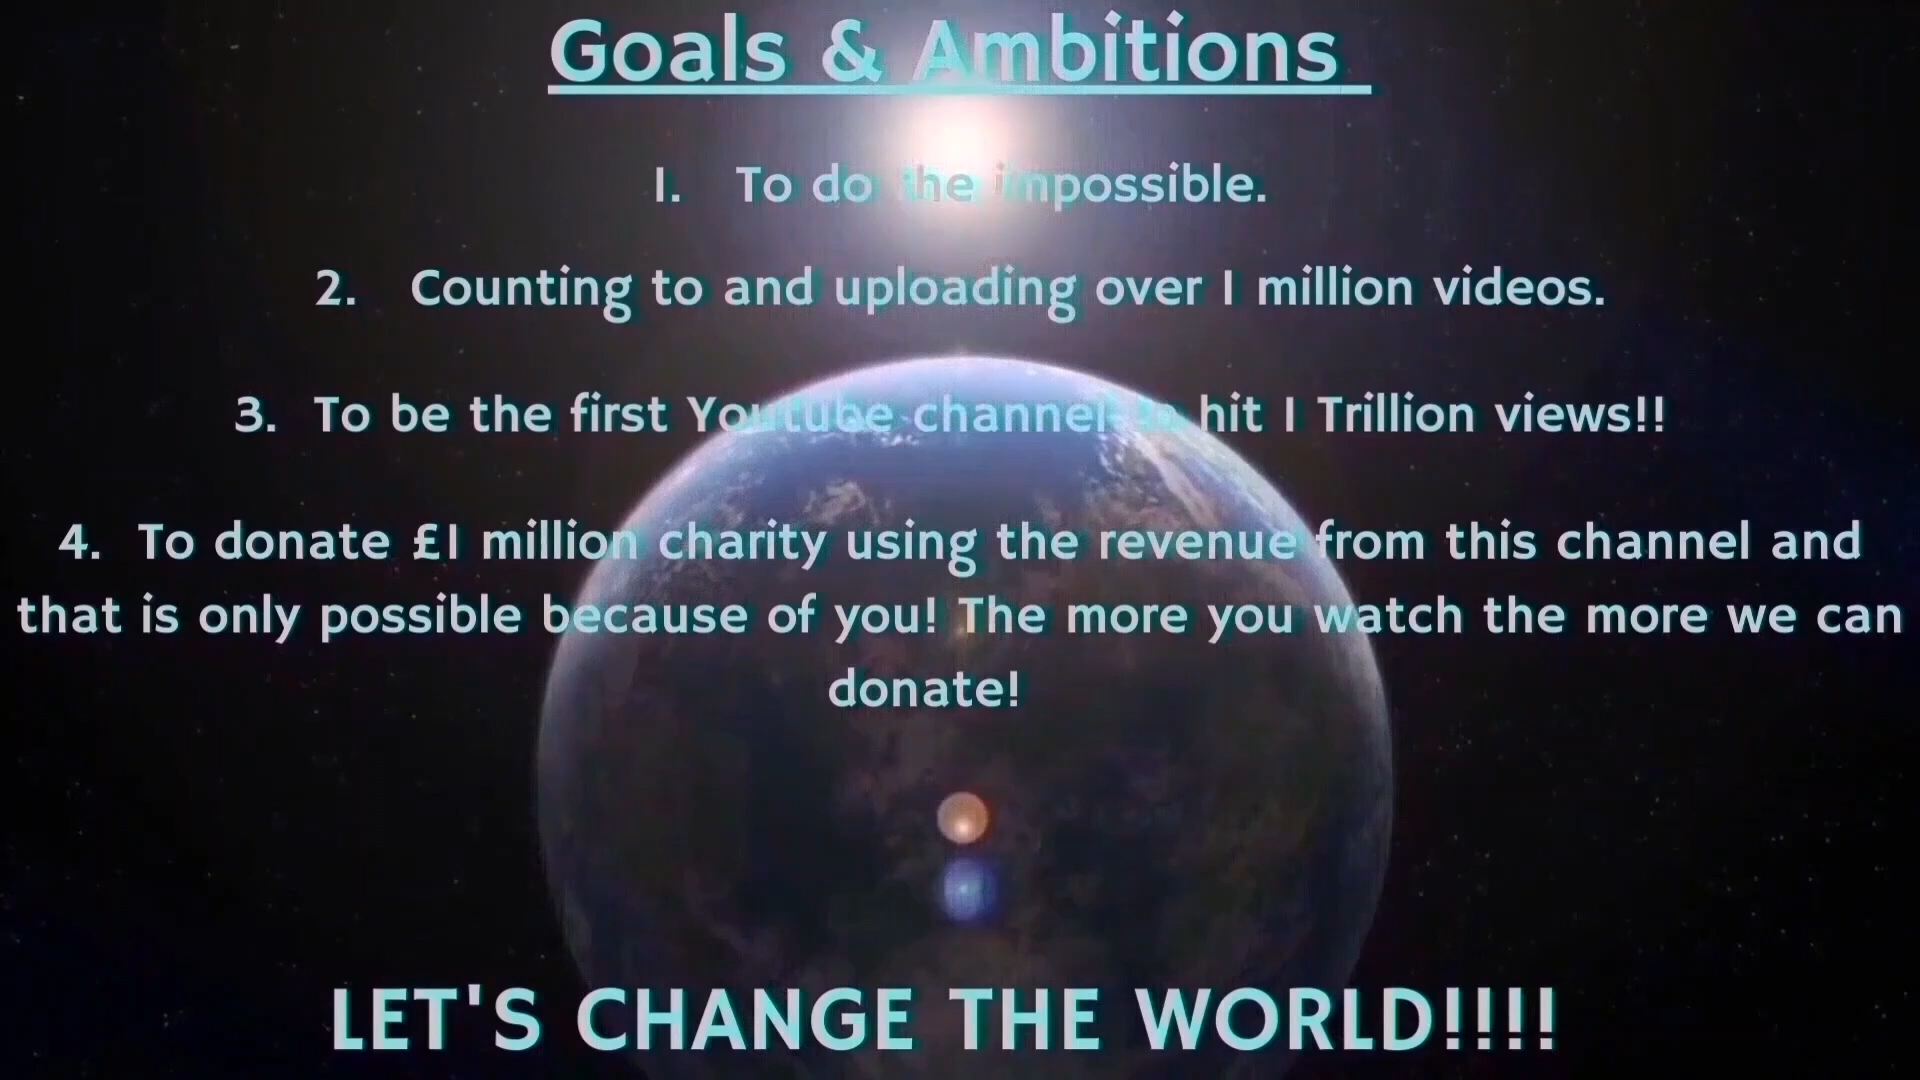 Goals & Ambitions
1. To do the impossible.
2. Counting to and uploading over 1 million videos.
3. To be the first Youtube channel to hit 1 Trillion views!!
4. To donate £1 million charity using the revenue from this channel and
that is only possible because of you! The more you watch the more we can
donate!
LET'S CHANGE THE WORLD!!!!